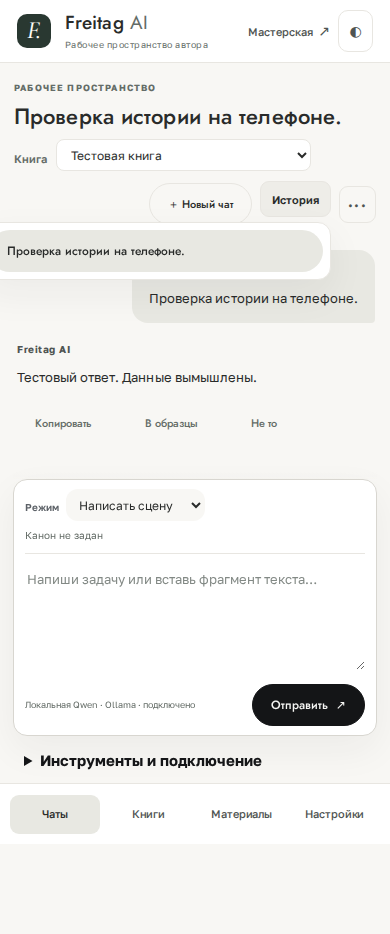 F.
Freitag AI
Рабочее пространство автора
Мастерская ↗
РАБОЧЕЕ ПРОСТРАНСТВО
Проверка истории на телефоне.
Книга
Тестовая книга
+ Новый чат
История
Проверка истории на телефоне.
Проверка истории на телефоне.
Freitag AI
Тестовый ответ. Данные вымышлены.
Копировать
В образцы
Не то
Режим
Написать сцену
Канон не задан
Напиши задачу или вставь фрагмент текста…
Локальная Qwen · Ollama · подключено
Отправить ↗
Инструменты и подключение
Чаты
Книги
Материалы
Настройки